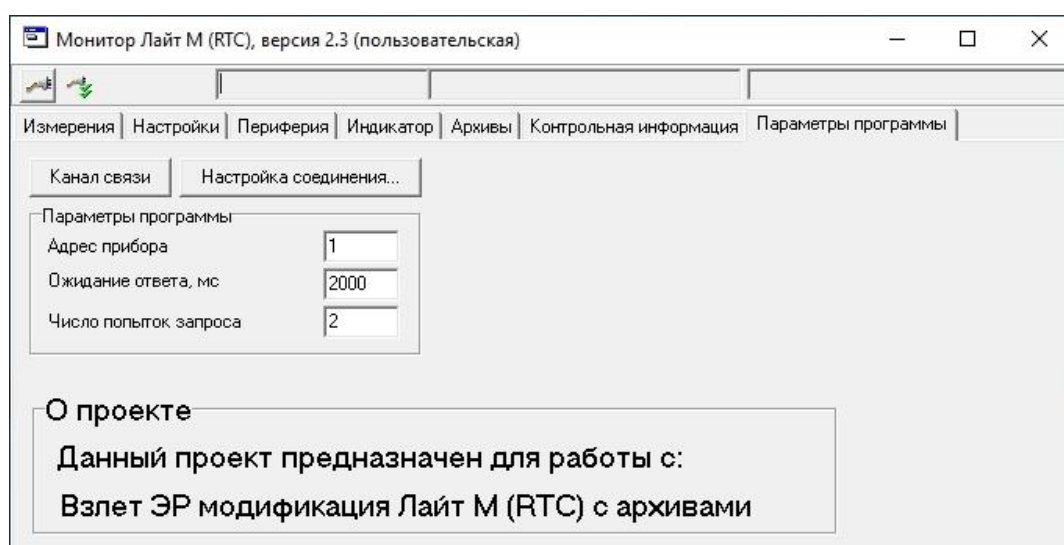 Монитор Лайт М (RTC), версия 2.3 (пользовательская)
Измерения Настройки Периферия Индикатор Архивы Контрольная информация Параметры программы
Канал связи Настройка соединения...
Параметры программы
Адрес прибора 1
Ожидание ответа, мс 2000
Число попыток запроса 2
О проекте
Данный проект предназначен для работы с:
Взлет ЭР модификация Лайт М (RTC) с архивами